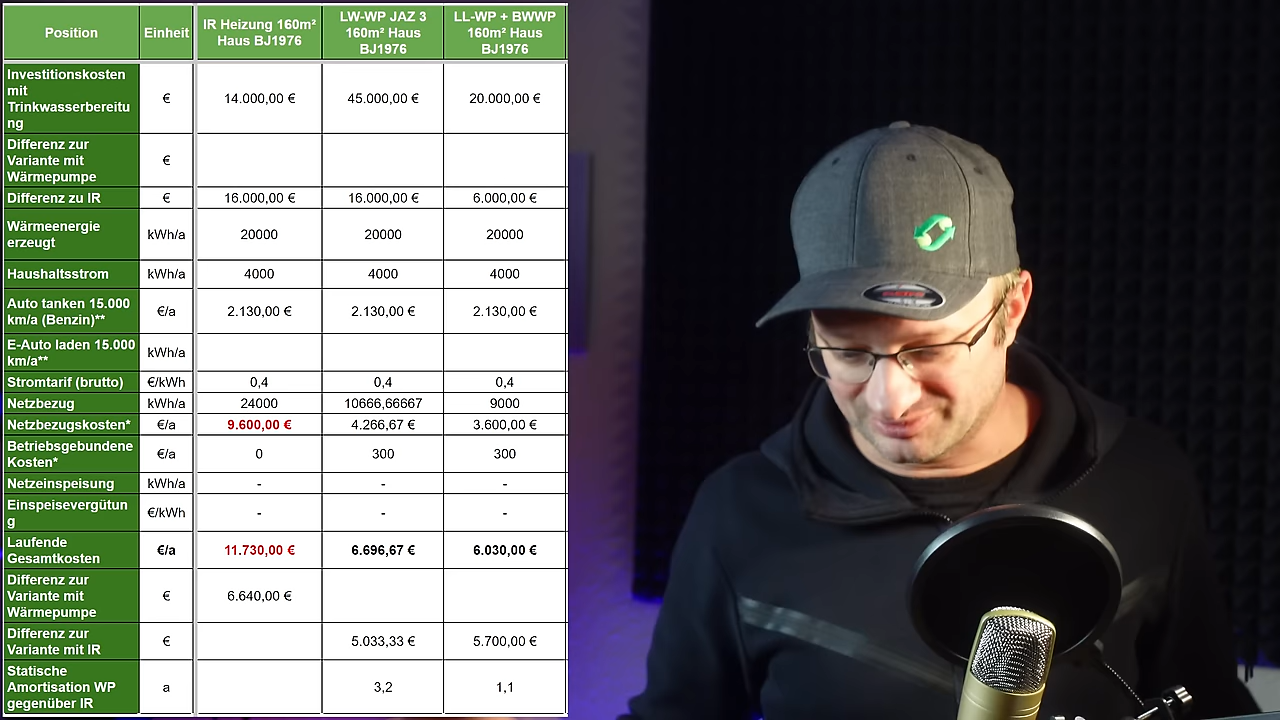 Position Einheit IR Heizung 160m² Haus BJ1976 LW-WP JAZ 3 160m² Haus BJ1976 LL-WP + BWWP 160m² Haus BJ1976
Investitionskosten mit Trinkwasserbereitung € 14.000,00 € 45.000,00 € 20.000,00 €
Differenz zur Variante mit Wärmepumpe €
Differenz zu IR € 16.000,00 € 16.000,00 € 6.000,00 €
Wärmeenergie erzeugt kWh/a 20000 20000 20000
Haushaltsstrom kWh/a 4000 4000 4000
Auto tanken 15.000 km/a (Benzin)** €/a 2.130,00 € 2.130,00 € 2.130,00 €
E-Auto laden 15.000 km/a** kWh/a
Stromtarif (brutto) €/kWh 0,4 0,4 0,4
Netzbezug kWh/a 24000 10666,66667 9000
Netzbezugskosten* €/a 9.600,00 € 4.266,67 € 3.600,00 €
Betriebsgebundene Kosten* €/a 0 300 300
Netzeinspeisung kWh/a - - -
Einspeisevergütung €/kWh - - -
Laufende Gesamtkosten €/a 11.730,00 € 6.696,67 € 6.030,00 €
Differenz zur Variante mit Wärmepumpe € 6.640,00 €
Differenz zur Variante mit IR € 5.033,33 € 5.700,00 €
Statische Amortisation WP gegenüber IR a 3,2 1,1